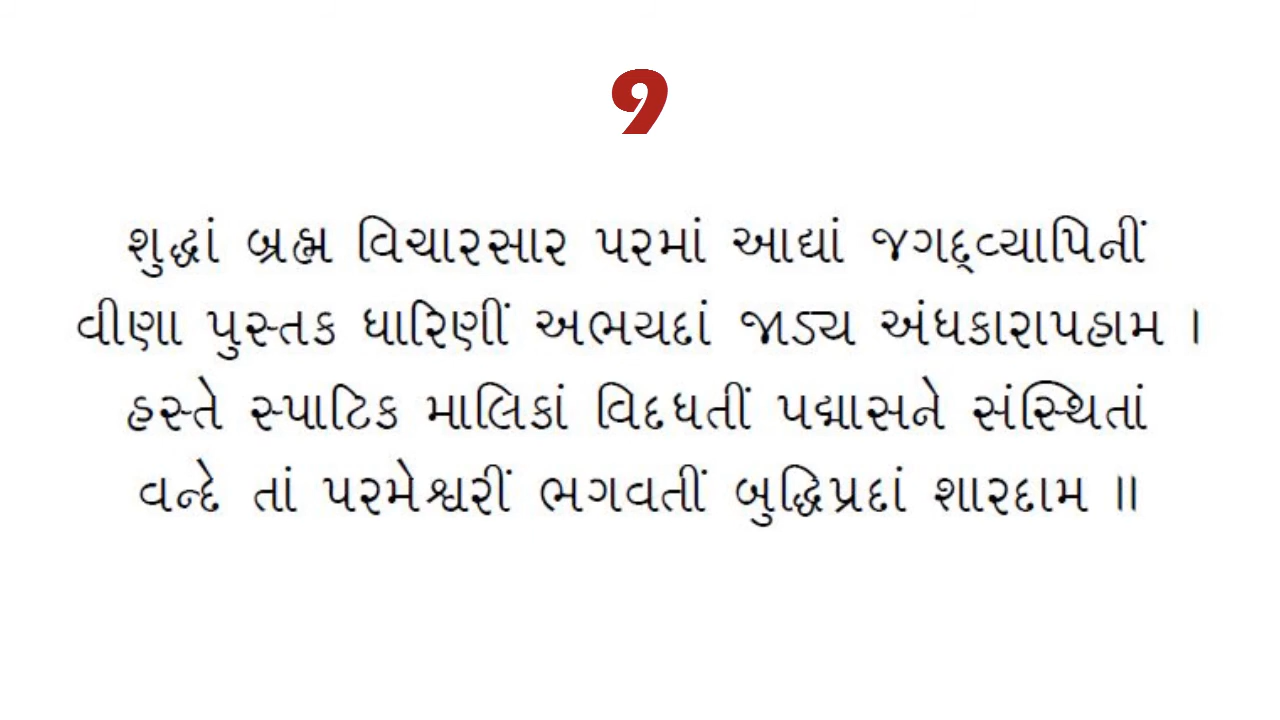 9
શુદ્ધાં બ્રહ્મ વિચારસાર પરમાં આદ્યાં જગદ્વ્યાપિનીં
વીણા પુસ્તક ધારિણીં અભયદાં જાડ્ય અંધકારાપહામ ।
હસ્તે સ્પાટિક માલિકાં વિદધતીં પદ્માસને સંસ્થિતાં
વન્દે તાં પરમેશ્વરીં ભગવતીં બુદ્ધિપ્રદાં શારદામ ॥